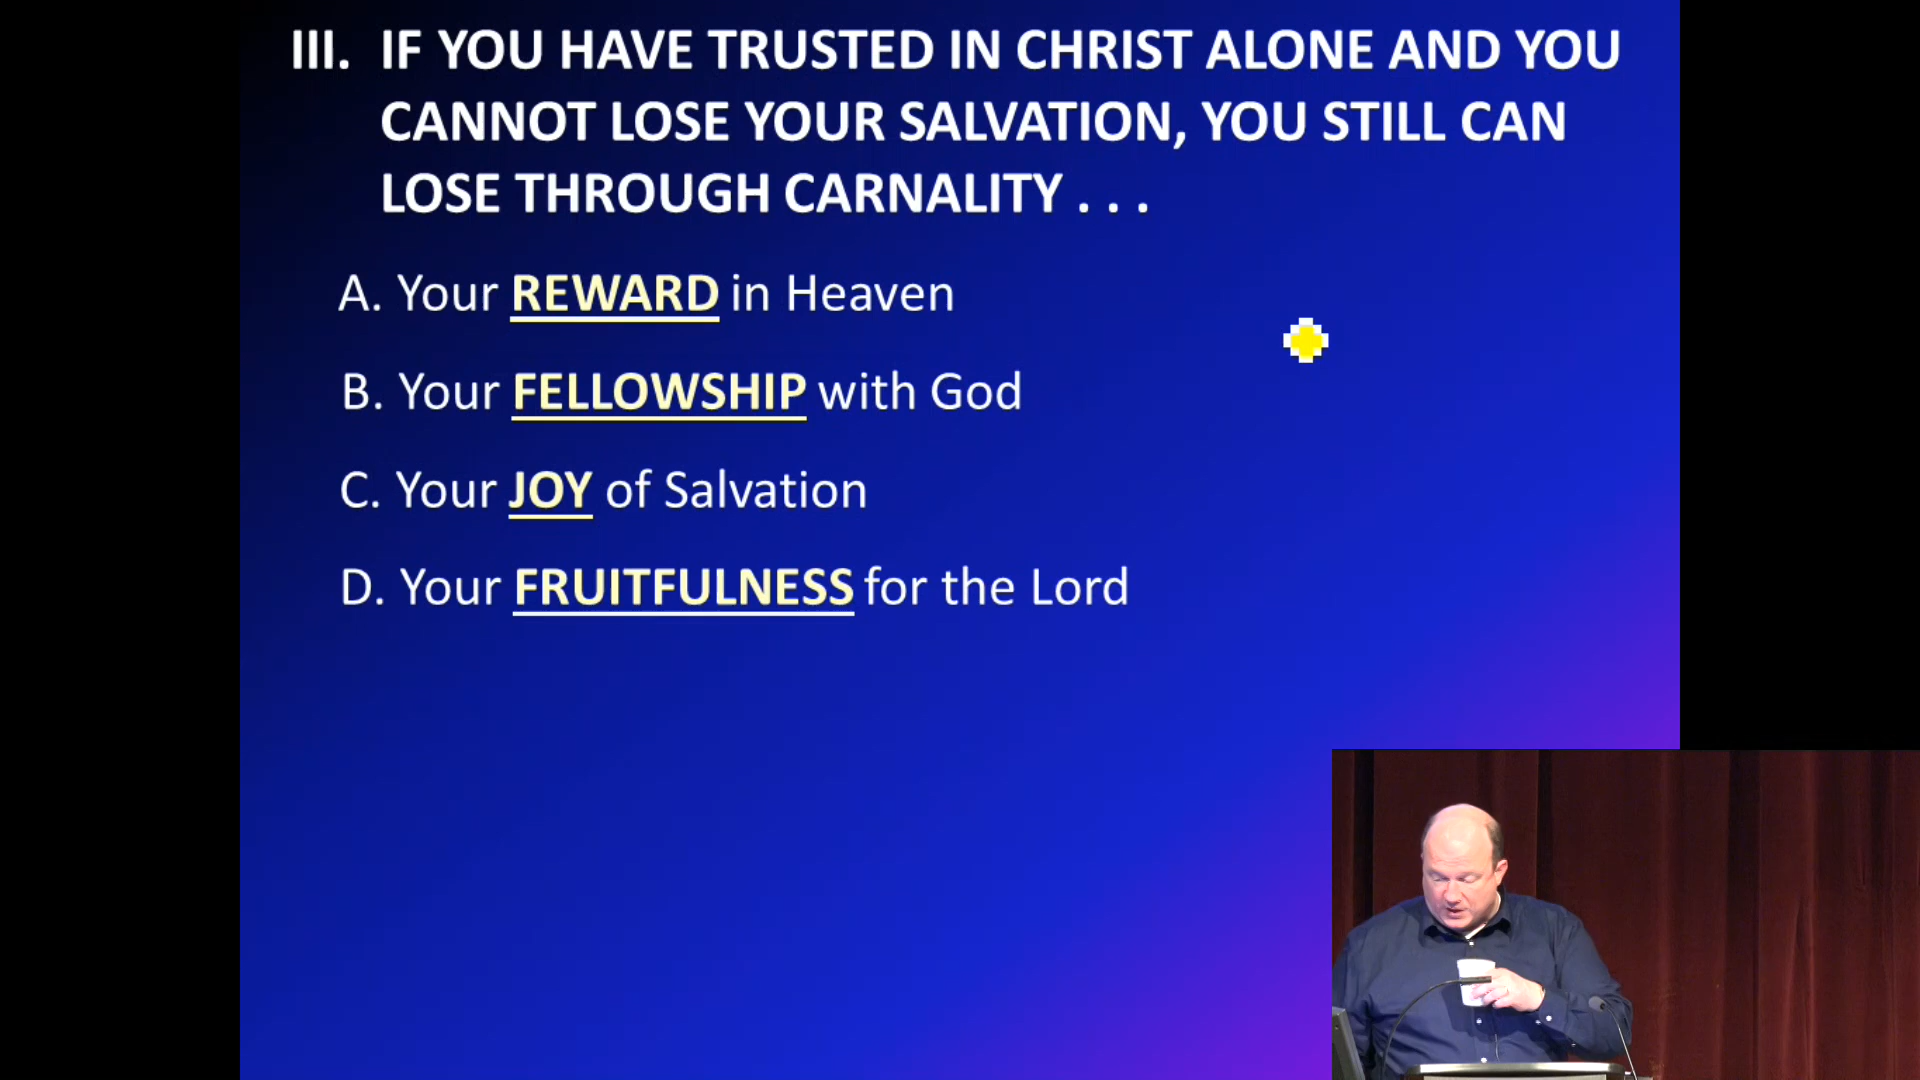 III. IF YOU HAVE TRUSTED IN CHRIST ALONE AND YOU
CANNOT LOSE YOUR SALVATION, YOU STILL CAN
LOSE THROUGH CARNALITY . . .
A. Your REWARD in Heaven
B. Your FELLOWSHIP with God
C. Your JOY of Salvation
D. Your FRUITFULNESS for the Lord